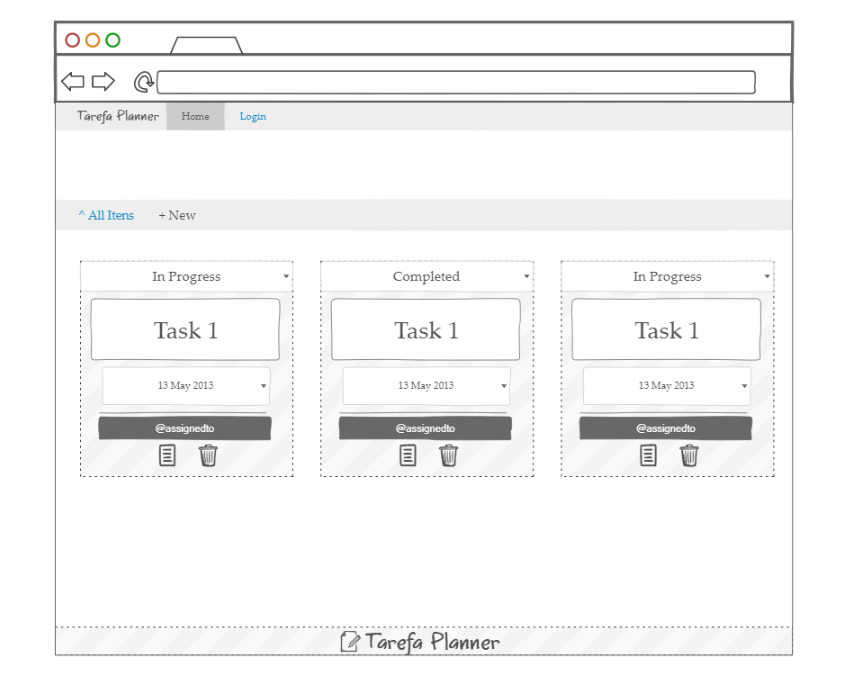 Tarefa Planner Home Login
^ All Itens + New
In Progress Completed In Progress
Task 1 Task 1 Task 1
13 May 2013 13 May 2013 13 May 2013
@assignedto @assignedto @assignedto
Tarefa Planner